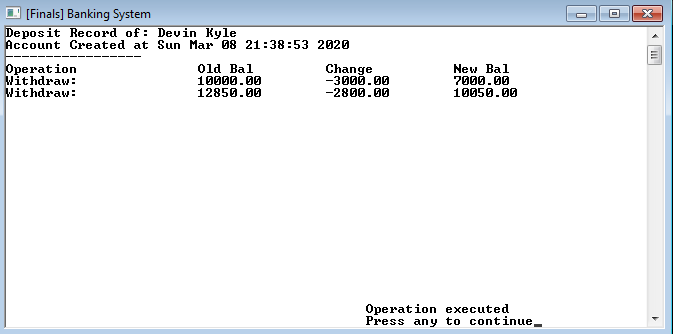 [Finals] Banking System
Deposit Record of: Devin Kyle
Account Created at Sun Mar 08 21:38:53 2020
-----------------
Operation Old Bal Change New Bal
Withdraw: 10000.00 -3000.00 7000.00
Withdraw: 12850.00 -2800.00 10050.00
Operation executed
Press any to continue_